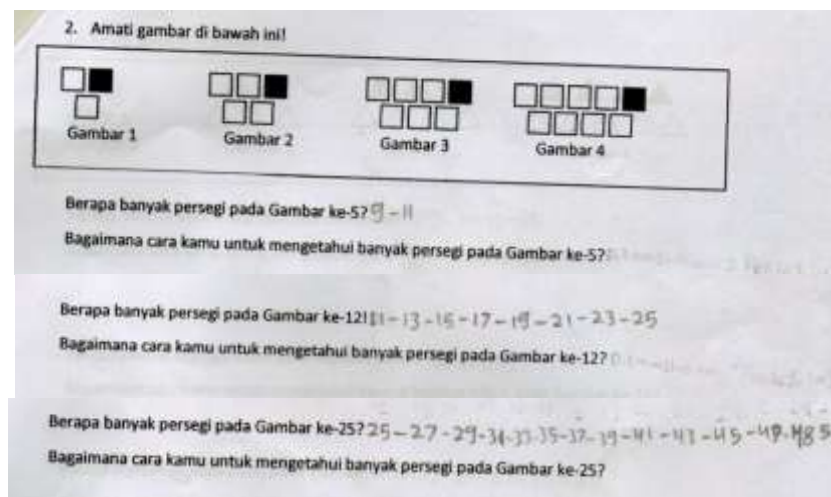 2. Amati gambar di bawah ini!
Gambar 1 Gambar 2 Gambar 3 Gambar 4
Berapa banyak persegi pada Gambar ke-5? 9 - 11
Bagaimana cara kamu untuk mengetahui banyak persegi pada Gambar ke-5?
Berapa banyak persegi pada Gambar ke-12! 11 - 13 - 15 - 17 - 19 - 21 - 23 - 25
Bagaimana cara kamu untuk mengetahui banyak persegi pada Gambar ke-12?
Berapa banyak persegi pada Gambar ke-25? 25 - 27 - 29 - 31 - 33 - 35 - 37 - 39 - 41 - 43 - 45
Bagaimana cara kamu untuk mengetahui banyak persegi pada Gambar ke-25?